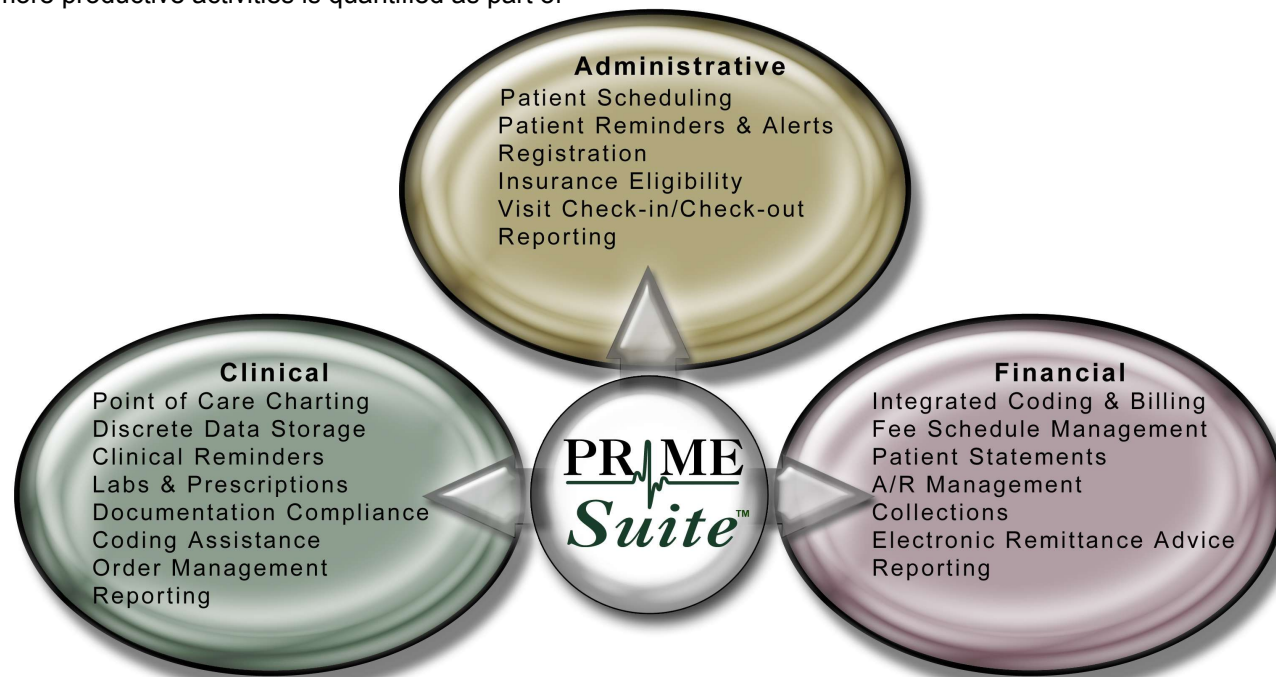 more productive activities is quantified as part of
Administrative
Patient Scheduling
Patient Reminders & Alerts
Registration
Insurance Eligibility
Visit Check-in/Check-out
Reporting
Clinical
Point of Care Charting
Discrete Data Storage
Clinical Reminders
Labs & Prescriptions
Documentation Compliance
Coding Assistance
Order Management
Reporting
PRIME
Suite™
Financial
Integrated Coding & Billing
Fee Schedule Management
Patient Statements
A/R Management
Collections
Electronic Remittance Advice
Reporting